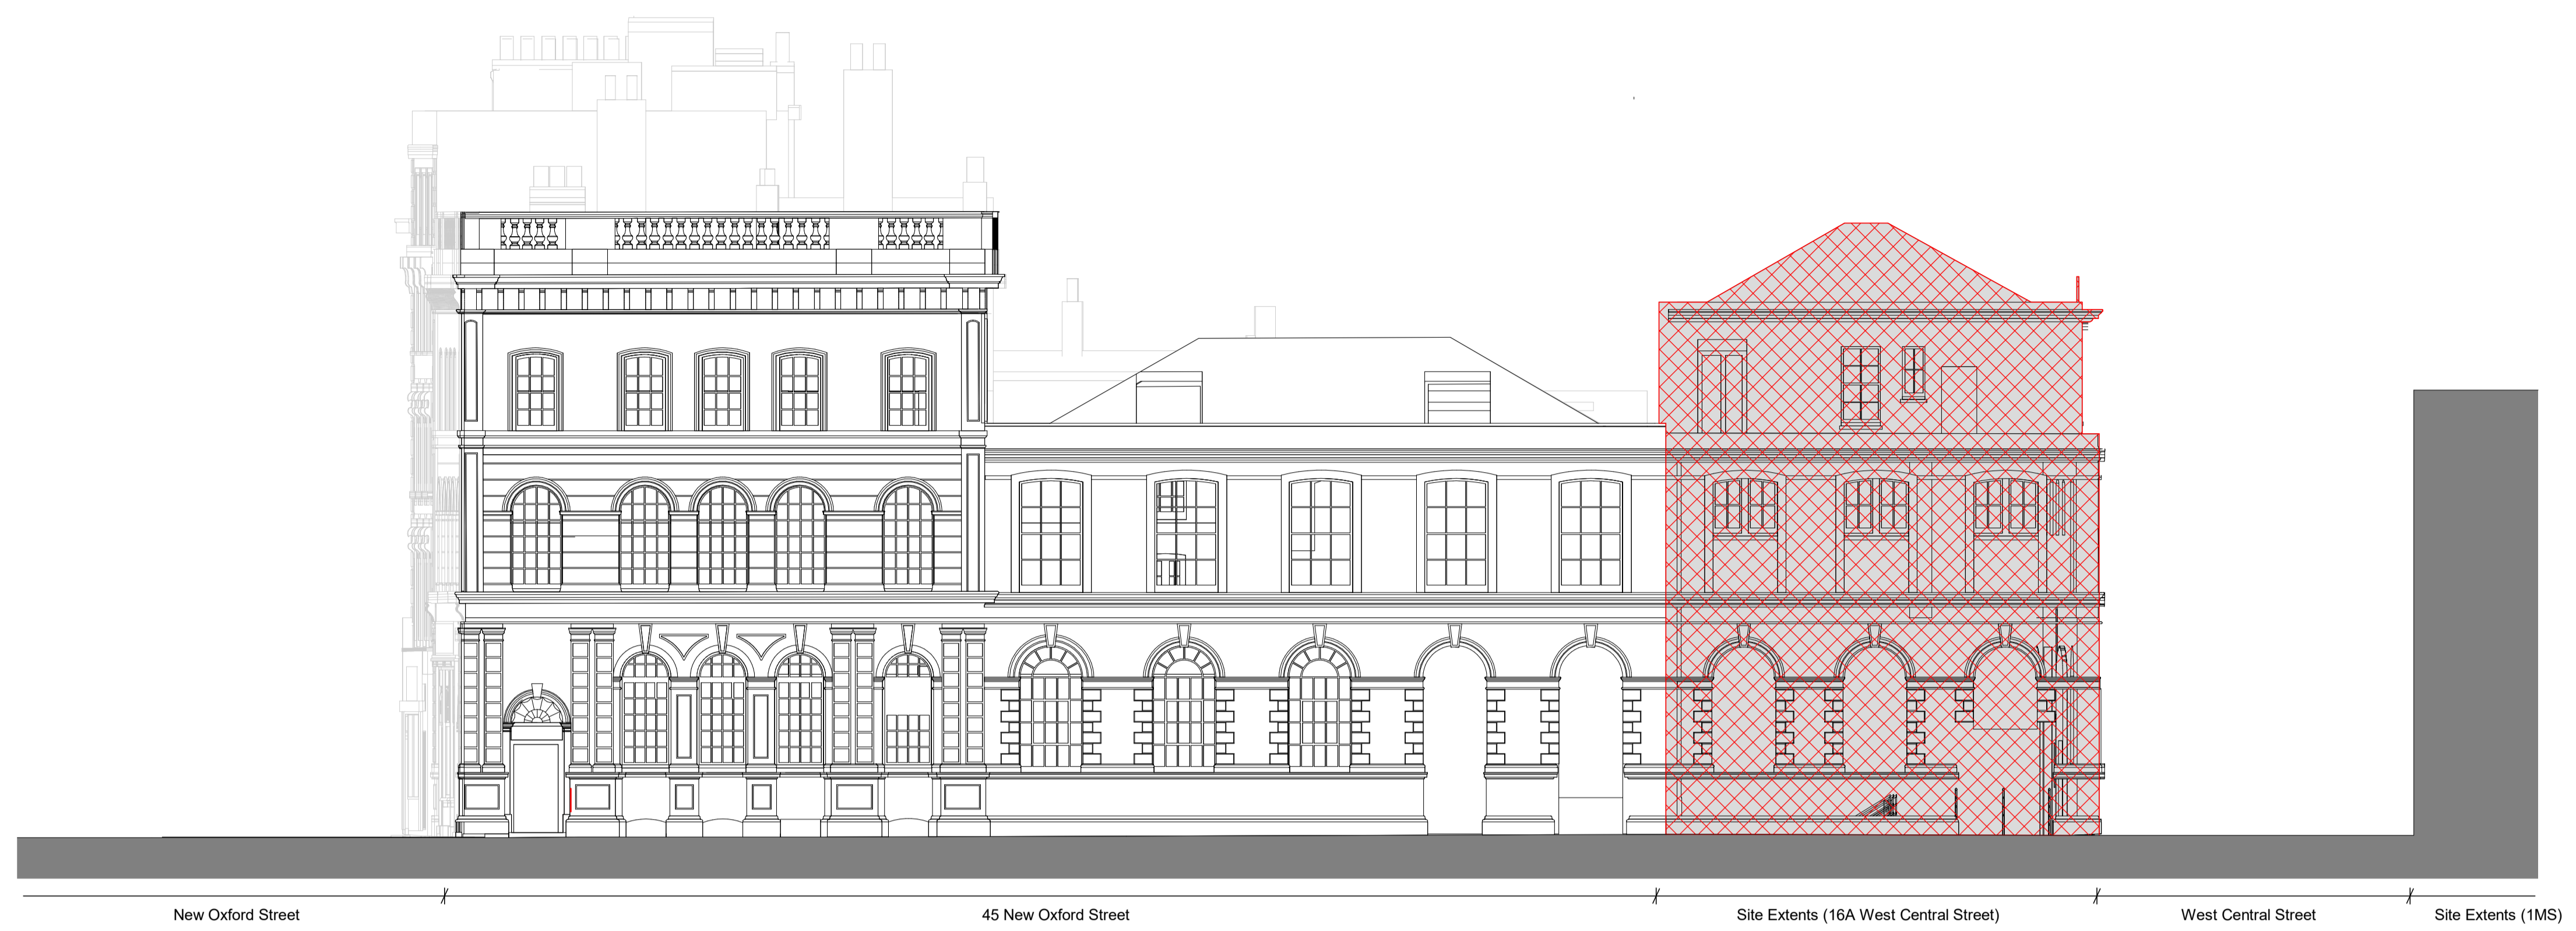 New Oxford Street
45 New Oxford Street
Site Extents (16A West Central Street)
West Central Street
Site Extents (1MS)